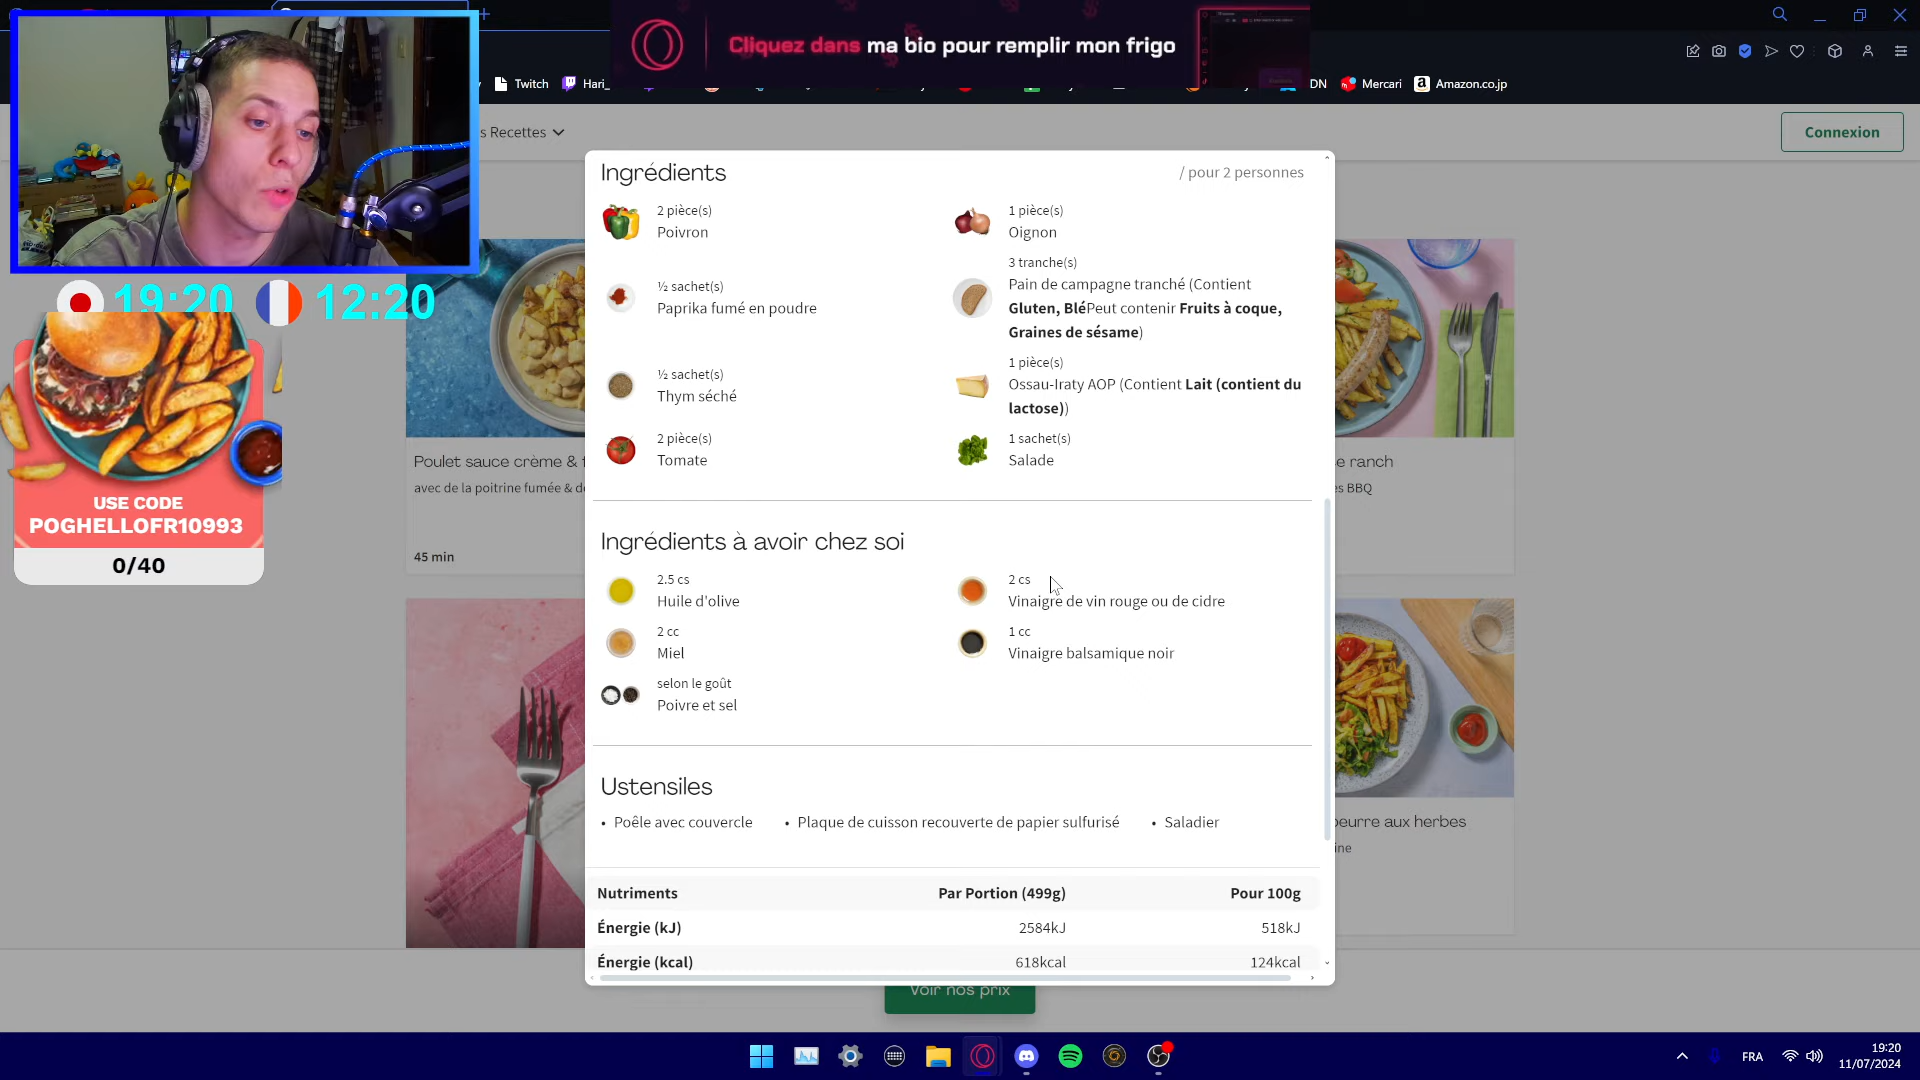 Cliquez dans ma bio pour remplir mon frigo
Twitch
Hari_
DN
Mercari
Amazon.co.jp
s Recettes
Connexion
19:20
12:20
USE CODE
POGHELLOFR10993
0/40
Poulet sauce crème &
avec de la poitrine fumée & d
45 min
e ranch
s BBQ
beurre aux herbes
ine
Ingrédients
/ pour 2 personnes
2 pièce(s)
Poivron
1 pièce(s)
Oignon
½ sachet(s)
Paprika fumé en poudre
3 tranche(s)
Pain de campagne tranché (Contient
Gluten, BléPeut contenir Fruits à coque,
Graines de sésame)
½ sachet(s)
Thym séché
1 pièce(s)
Ossau-Iraty AOP (Contient Lait (contient du
lactose))
2 pièce(s)
Tomate
1 sachet(s)
Salade
Ingrédients à avoir chez soi
2.5 cs
Huile d'olive
2 cs
Vinaigre de vin rouge ou de cidre
2 cc
Miel
1 cc
Vinaigre balsamique noir
selon le goût
Poivre et sel
Ustensiles
• Poêle avec couvercle
• Plaque de cuisson recouverte de papier sulfurisé
• Saladier
Nutriments
Par Portion (499g)
Pour 100g
Énergie (kJ)
2584kJ
518kJ
Énergie (kcal)
618kcal
124kcal
Voir nos prix
FRA
19:20
11/07/2024